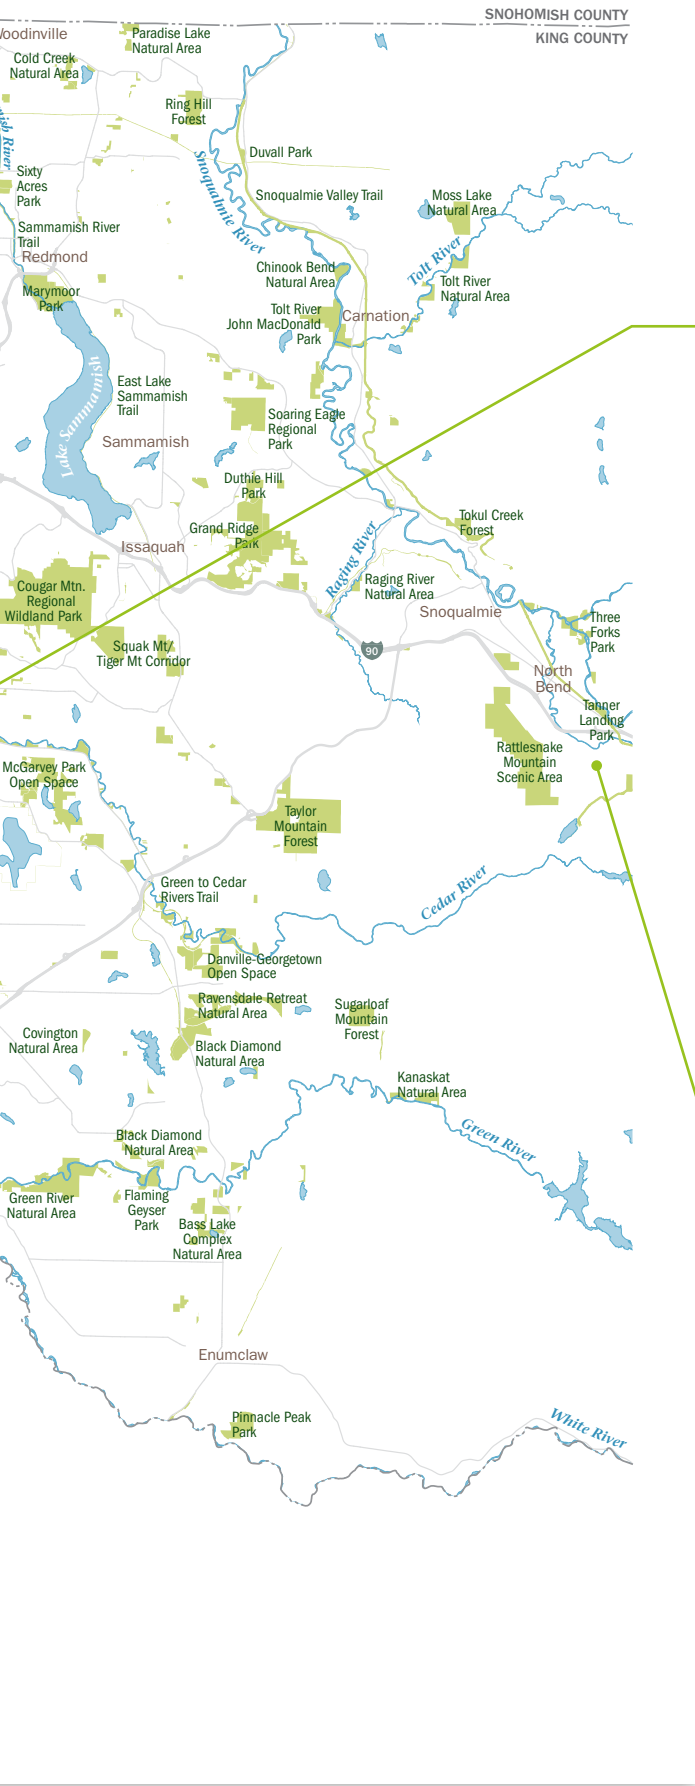 SNOHOMISH COUNTY
KING COUNTY
Woodinville
Paradise Lake
Natural Area
Cold Creek
Natural Area
Ring Hill
Forest
Duvall Park
Snoqualmie River
Sixty
Acres
Park
Snoqualmie Valley Trail
Moss Lake
Natural Area
Sammamish River
Trail
Redmond
Tolt River
Chinook Bend
Natural Area
Tolt River
Natural Area
Marymoor
Park
Tolt River
John MacDonald
Park
Carnation
Lake Sammamish
East Lake
Sammamish
Trail
Soaring Eagle
Regional
Park
Sammamish
Duthie Hill
Park
Grand Ridge
Park
Tokul Creek
Forest
Issaquah
Raging River
Raging River
Natural Area
Cougar Mtn.
Regional
Wildland Park
Snoqualmie
Three
Forks
Park
90
Squak Mt/
Tiger Mt Corridor
North
Bend
Tanner
Landing
Park
Rattlesnake
Mountain
Scenic Area
McGarvey Park
Open Space
Taylor
Mountain
Forest
Green to Cedar
Rivers Trail
Cedar River
Danville-Georgetown
Open Space
Ravensdale Retreat
Natural Area
Sugarloaf
Mountain
Forest
Covington
Natural Area
Black Diamond
Natural Area
Kanaskat
Natural Area
Green River
Black Diamond
Natural Area
Green River
Natural Area
Flaming
Geyser
Park
Bass Lake
Complex
Natural Area
Enumclaw
Pinnacle Peak
Park
White River